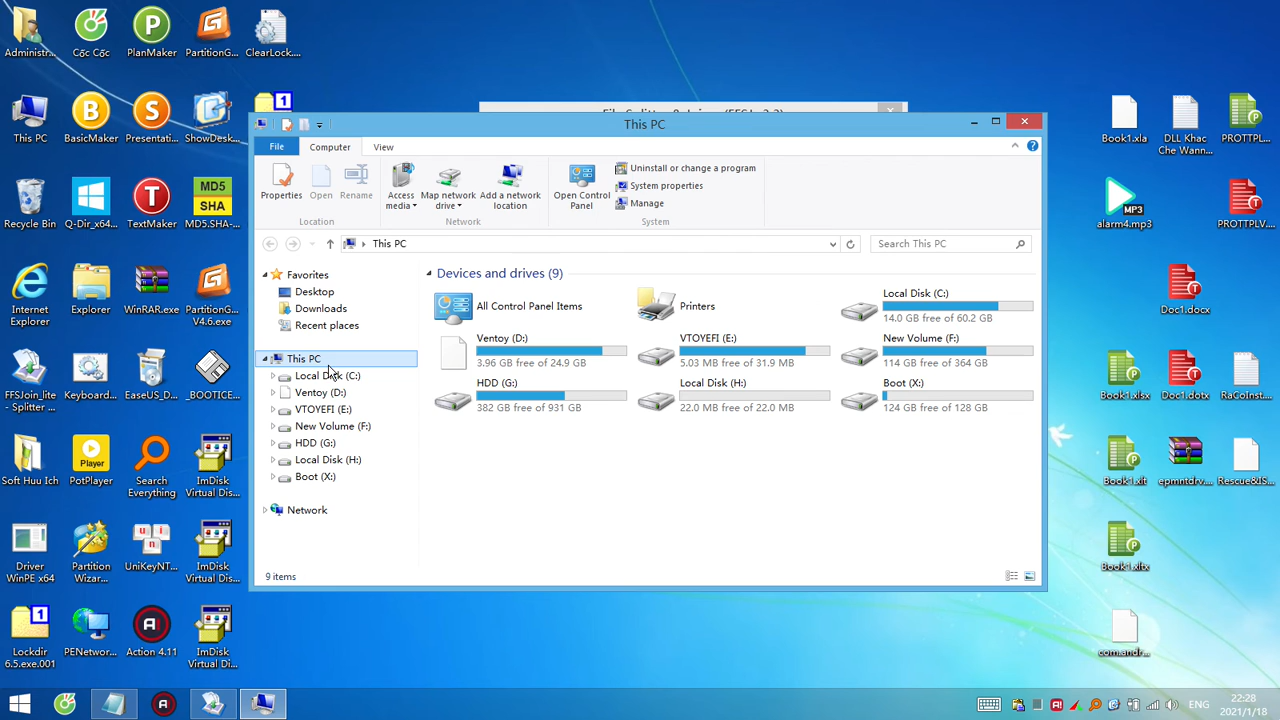 Administr...
Cốc Cốc
PlanMaker
PartitionG...
ClearLock....
This PC
BasicMaker
Presentati...
ShowDesk...
1
Recycle Bin
Q-Dir_x64...
TextMaker
MD5
SHA
MD5.SHA-...
Internet
Explorer
Explorer
WinRAR.exe
PartitionG...
V4.6.exe
FFSJoin_lite
- Splitter ...
Keyboard...
EaseUS_D...
_BOOTICE...
Soft Huu Ich
Player
PotPlayer
Search
Everything
ImDisk
Virtual Dis...
Driver
WinPE x64
Partition
Wizar...
UniKeyNT...
ImDisk
Virtual Dis...
1
Lockdir
6.5.exe.001
PENetwor...
Action 4.11
ImDisk
Virtual Dis...
This PC
File
Computer
View
Properties
Open
Rename
Access
media
Map network
drive
Add a network
location
Open Control
Panel
Uninstall or change a program
System properties
Manage
Location
Network
System
This PC
Search This PC
Favorites
Desktop
Downloads
Recent places
This PC
Local Disk (C:)
Ventoy (D:)
VTOYEFI (E:)
New Volume (F:)
HDD (G:)
Local Disk (H:)
Boot (X:)
Network
Devices and drives (9)
All Control Panel Items
Printers
Local Disk (C:)
14.0 GB free of 60.2 GB
Ventoy (D:)
3.96 GB free of 24.9 GB
VTOYEFI (E:)
5.03 MB free of 31.9 MB
New Volume (F:)
114 GB free of 364 GB
HDD (G:)
382 GB free of 931 GB
Local Disk (H:)
22.0 MB free of 22.0 MB
Boot (X:)
124 GB free of 128 GB
9 items
Book1.xla
DLL Khac
Che Wann...
PROTTPL...
MP3
alarm4.mp3
PROTTPLV...
Doc1.docx
Book1.xlsx
Doc1.dotx
RaCoInst...
Book1.xlt
epmntdrv....
Rescue&IS...
Book1.xltx
com.andr...
ENG
22:28
2021/1/18